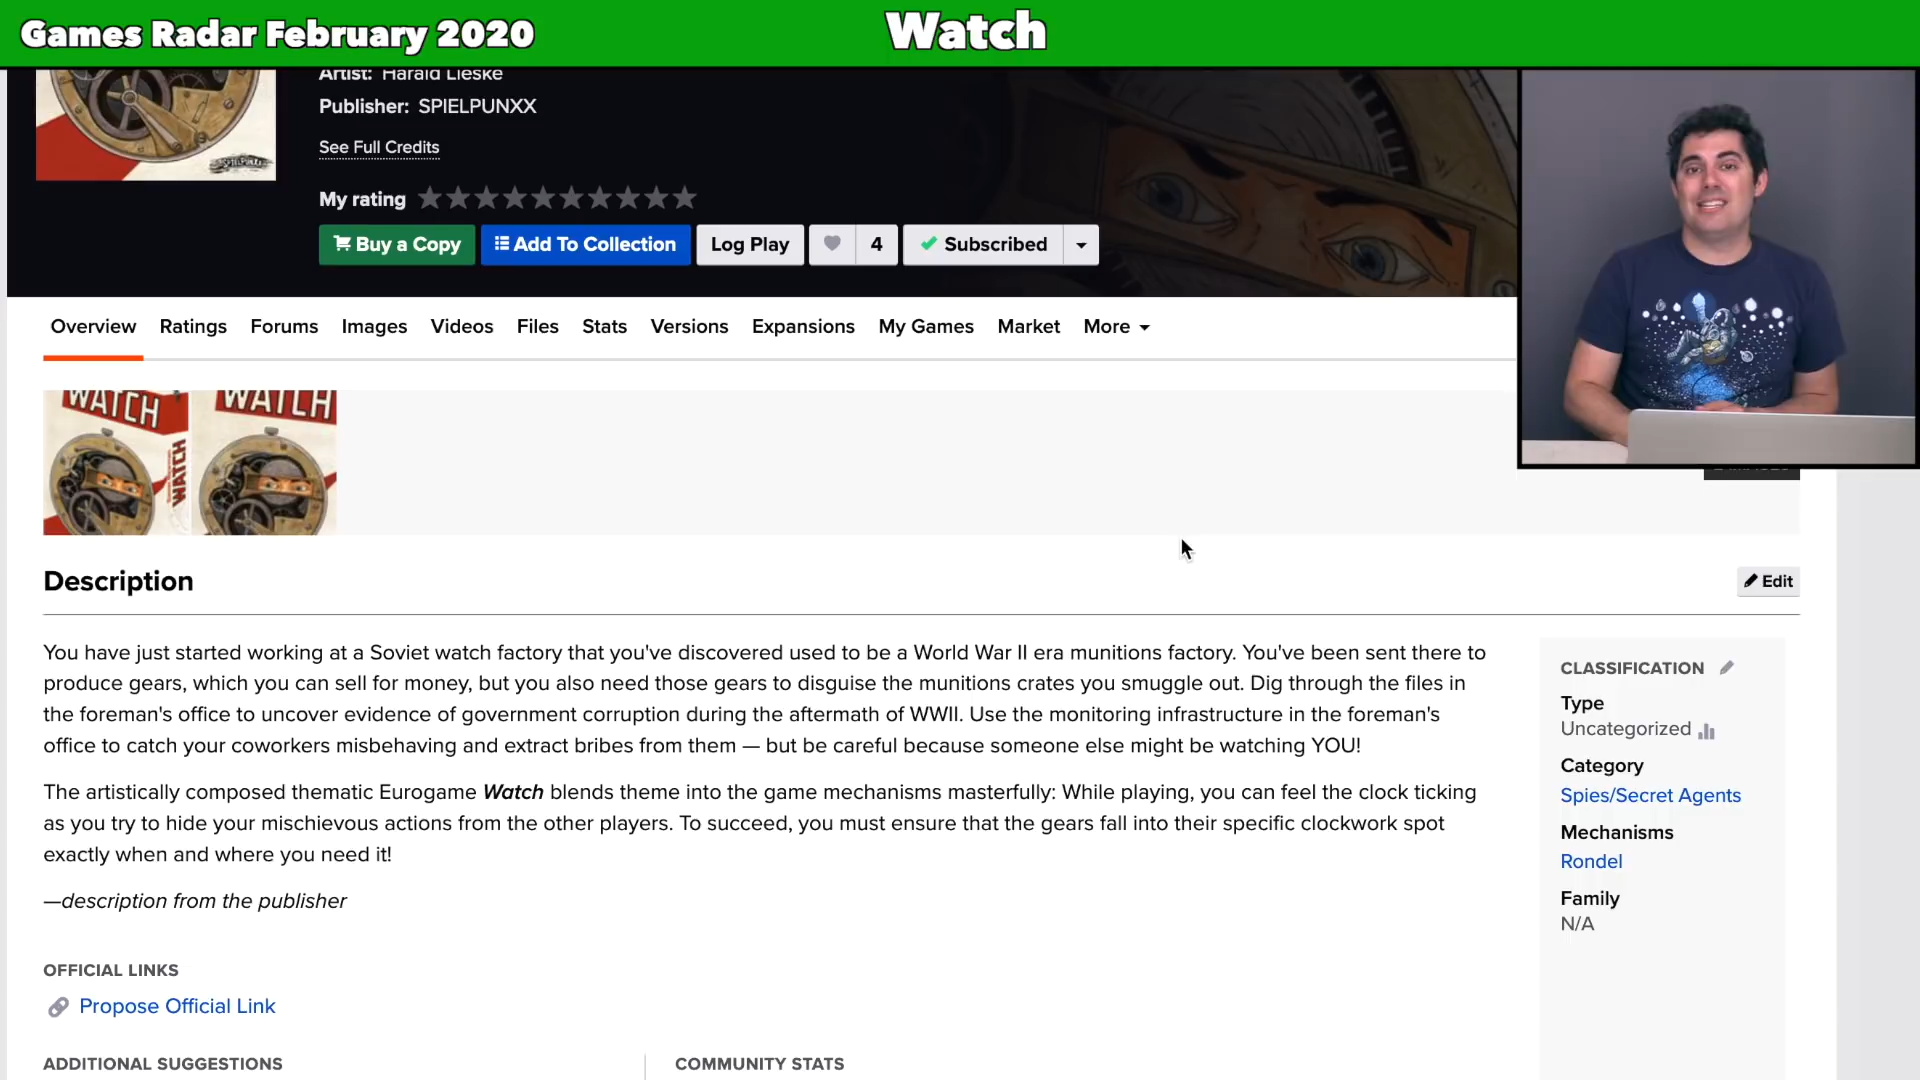 Games Radar February 2020
Watch
Artist: Harald Lieske
Publisher: SPIELPUNXX
See Full Credits
My rating
Buy a Copy
Add To Collection
Log Play
4
Subscribed
Overview
Ratings
Forums
Images
Videos
Files
Stats
Versions
Expansions
My Games
Market
More
WATCH
WATCH
WATCH
Description
Edit
You have just started working at a Soviet watch factory that you've discovered used to be a World War II era munitions factory. You've been sent there to
produce gears, which you can sell for money, but you also need those gears to disguise the munitions crates you smuggle out. Dig through the files in
the foreman's office to uncover evidence of government corruption during the aftermath of WWII. Use the monitoring infrastructure in the foreman's
office to catch your coworkers misbehaving and extract bribes from them — but be careful because someone else might be watching YOU!
The artistically composed thematic Eurogame Watch blends theme into the game mechanisms masterfully: While playing, you can feel the clock ticking
as you try to hide your mischievous actions from the other players. To succeed, you must ensure that the gears fall into their specific clockwork spot
exactly when and where you need it!
—description from the publisher
CLASSIFICATION
Type
Uncategorized
Category
Spies/Secret Agents
Mechanisms
Rondel
Family
N/A
OFFICIAL LINKS
Propose Official Link
ADDITIONAL SUGGESTIONS
COMMUNITY STATS